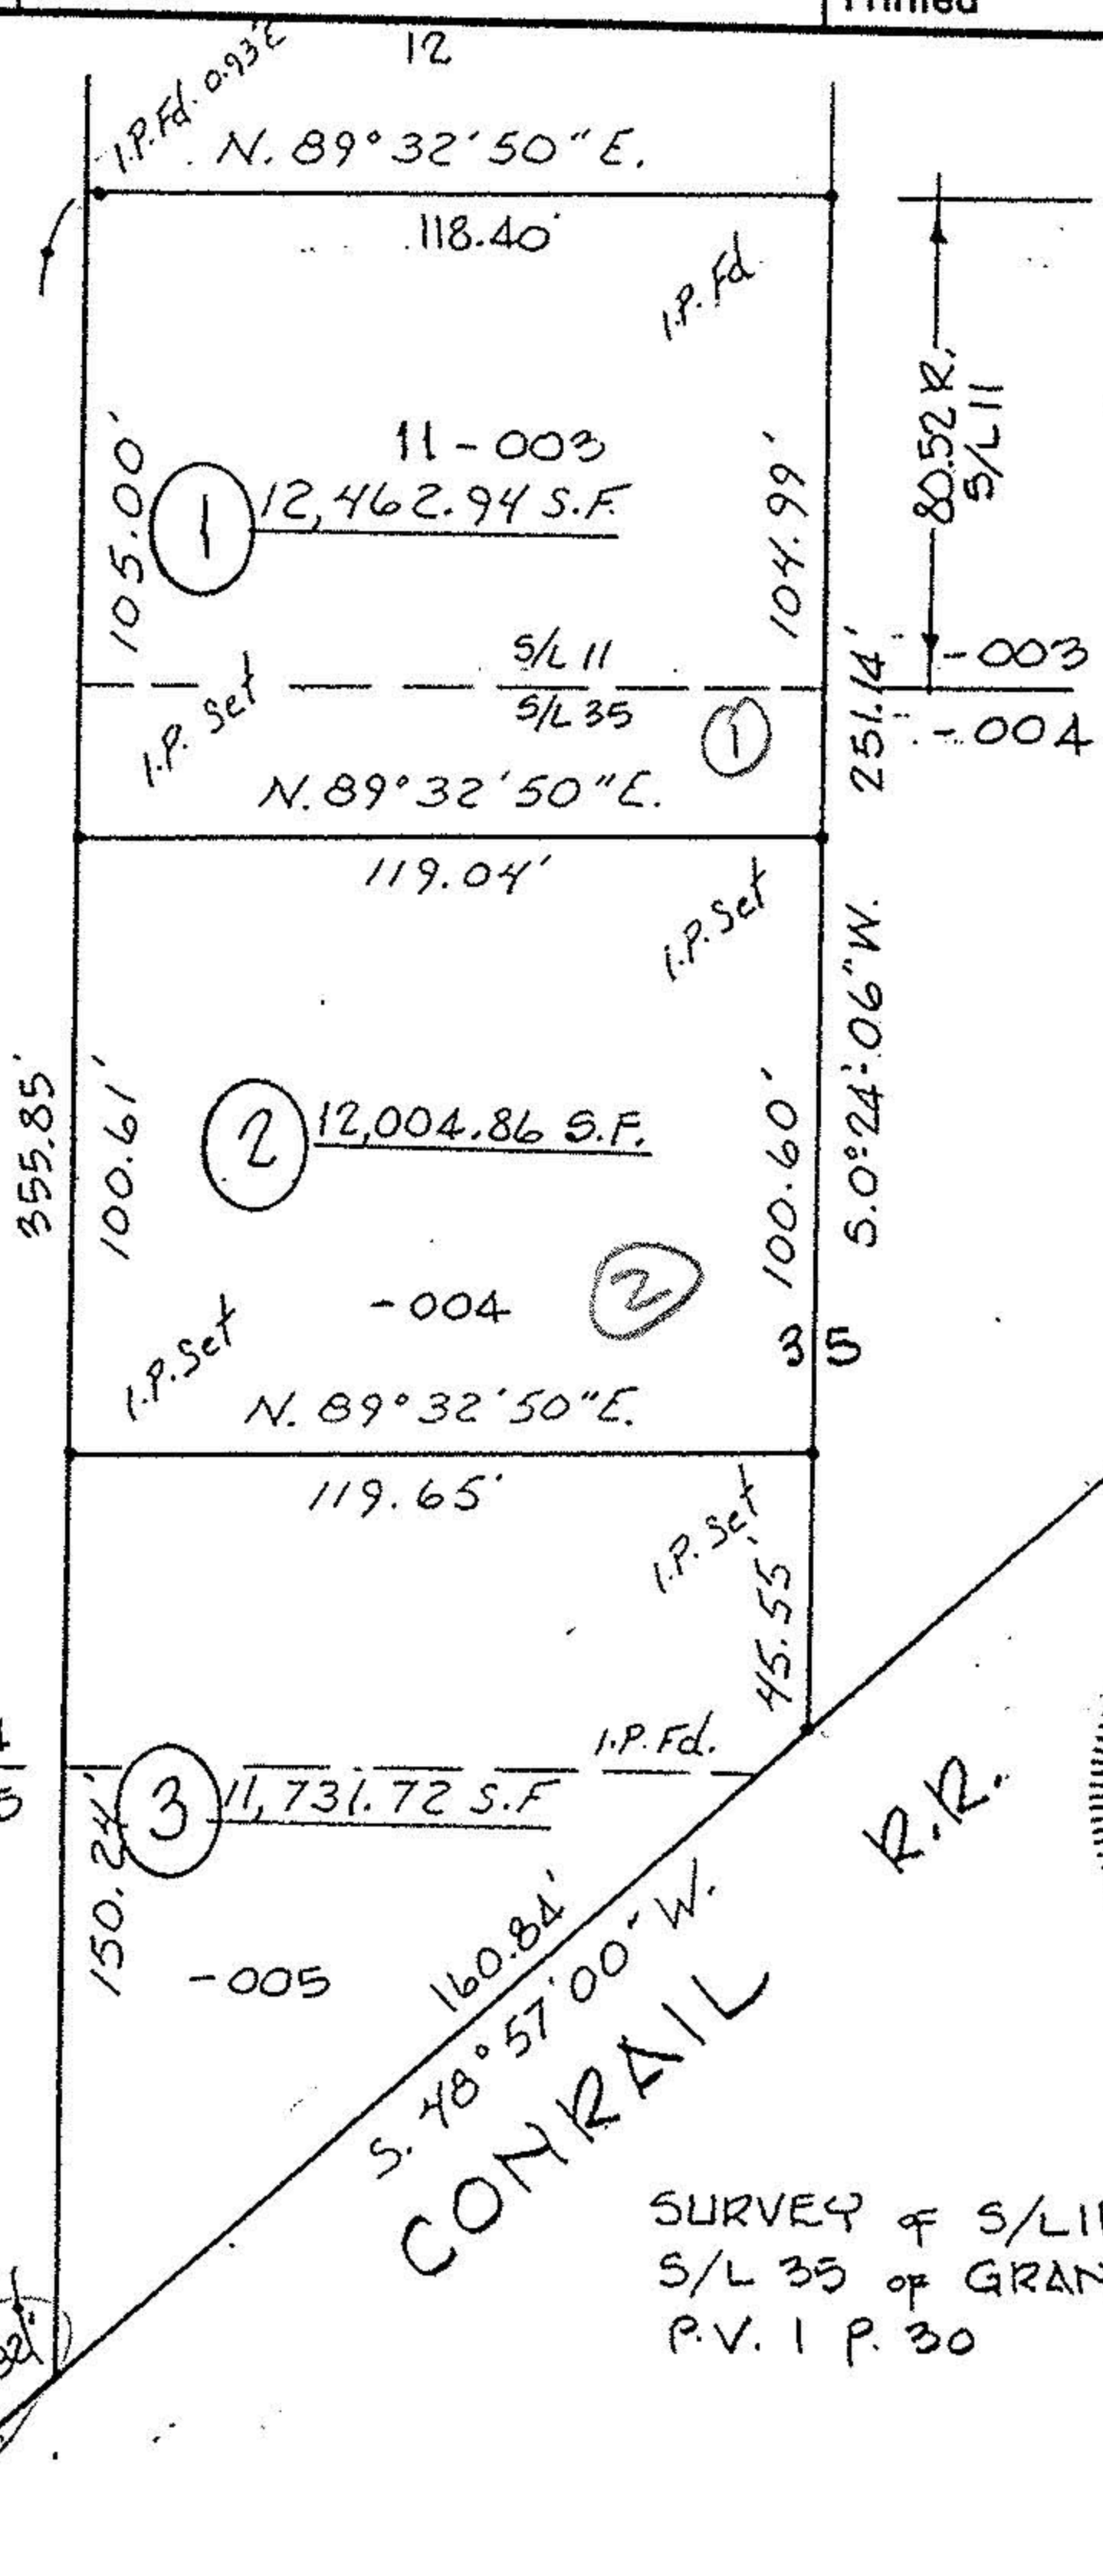 12
I.P. Fd. 0.93'E
N. 89° 32' 50" E.
118.40'
I.P. Fd
80.52 R.
S/L 11
105.00'
11-003
1
12,462.94 S.F.
104.99'
S/L 11
-003
I.P. Set
S/L 35
1
251.14'
-004
N. 89° 32' 50" E.
119.04'
I.P. Set
S. 0°-24'-06" W.
355.85'
100.61'
2
12,004.86 S.F.
100.60'
-004
2
I.P. Set
35
N. 89° 32' 50" E.
119.65'
I.P. Set
45.55
I.P. Fd.
3
11,731.72 S.F
R.R.
150.24'
-005
160.84'
S. 48° 57' 00" W.
CONRAIL
SURVEY of S/L 11
S/L 35 of GRAN
P.V. 1 P. 30